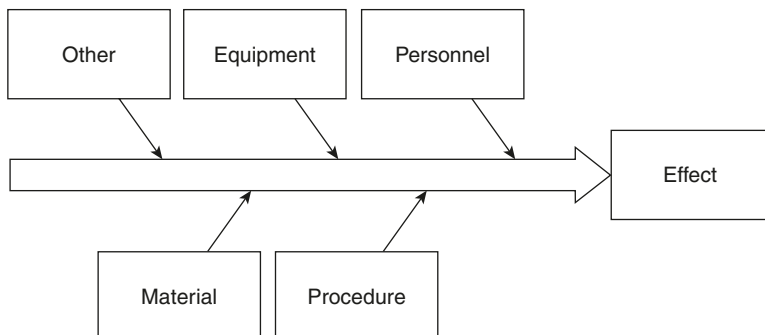 Other
Equipment
Personnel
Effect
Material
Procedure